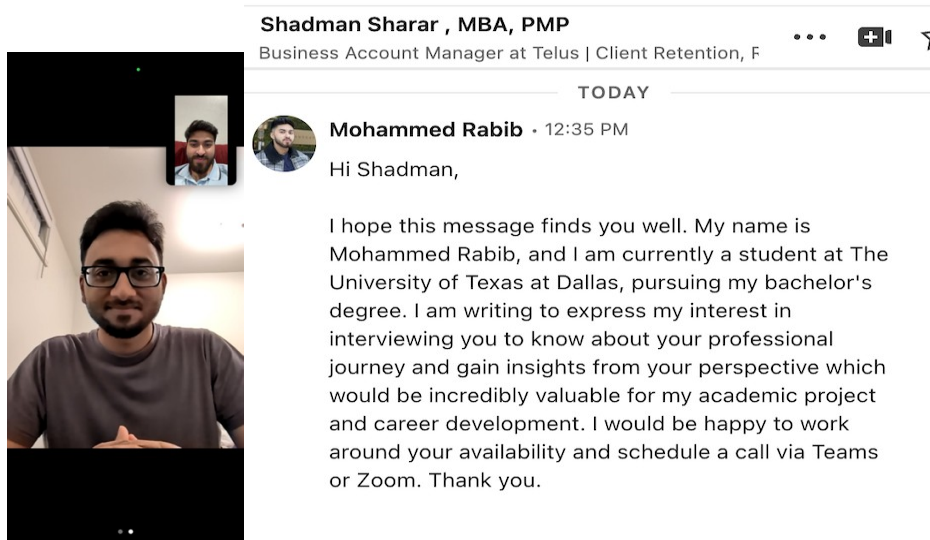 Shadman Sharar , MBA, PMP
Business Account Manager at Telus | Client Retention, F
TODAY
Mohammed Rabib • 12:35 PM
Hi Shadman,
I hope this message finds you well. My name is
Mohammed Rabib, and I am currently a student at The
University of Texas at Dallas, pursuing my bachelor's
degree. I am writing to express my interest in
interviewing you to know about your professional
journey and gain insights from your perspective which
would be incredibly valuable for my academic project
and career development. I would be happy to work
around your availability and schedule a call via Teams
or Zoom. Thank you.